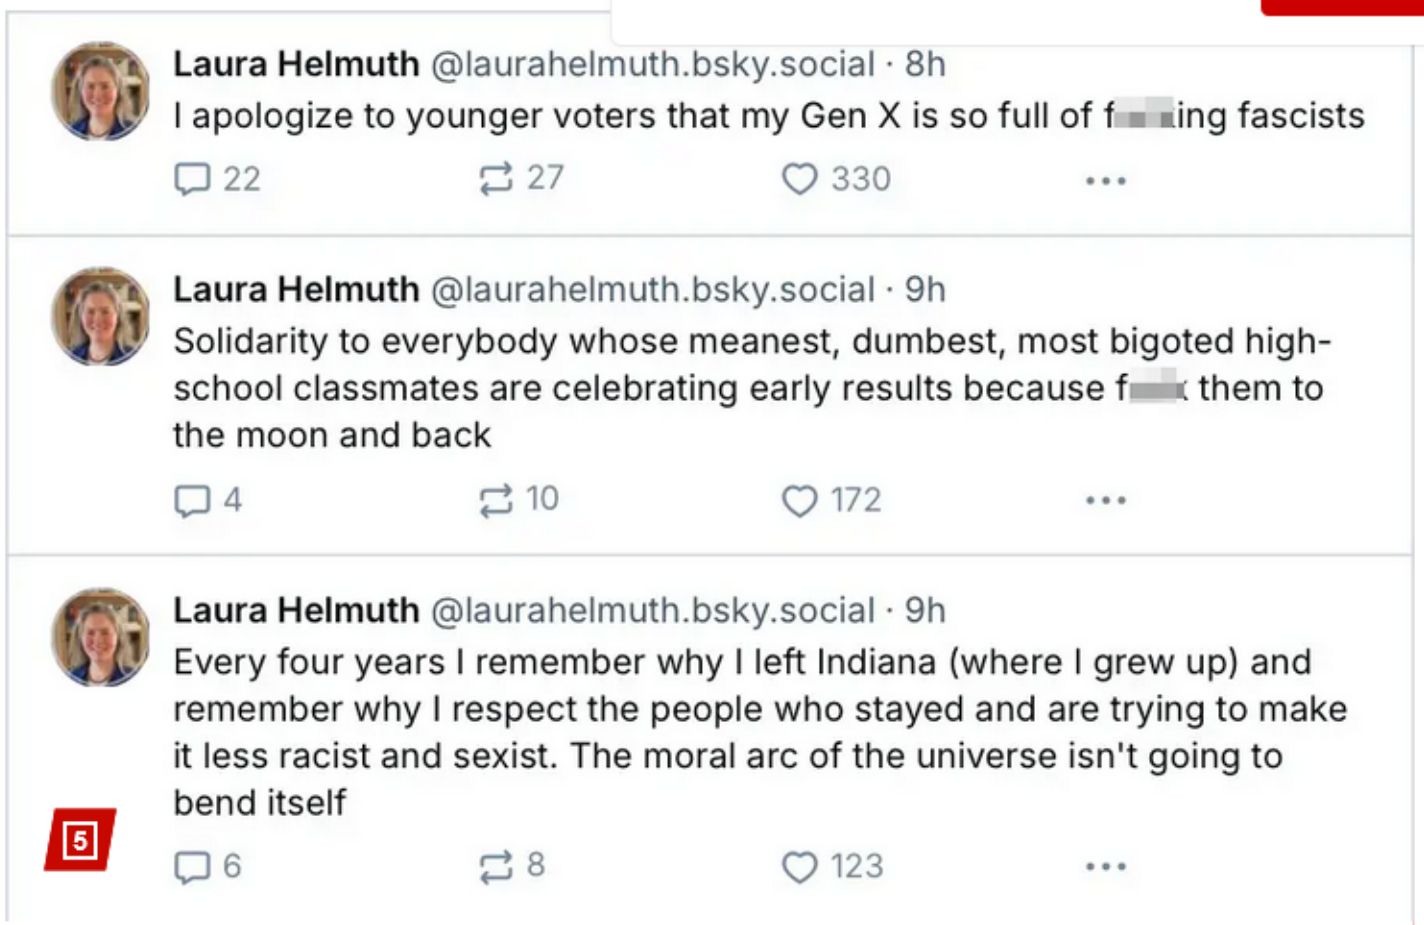 Laura Helmuth @laurahelmuth.bsky.social · 8h
I apologize to younger voters that my Gen X is so full of f ing fascists
22 27 330
Laura Helmuth @laurahelmuth.bsky.social · 9h
Solidarity to everybody whose meanest, dumbest, most bigoted high-
school classmates are celebrating early results because f k them to
the moon and back
4 10 172
Laura Helmuth @laurahelmuth.bsky.social · 9h
Every four years I remember why I left Indiana (where I grew up) and
remember why I respect the people who stayed and are trying to make
it less racist and sexist. The moral arc of the universe isn't going to
bend itself
5
6 8 123